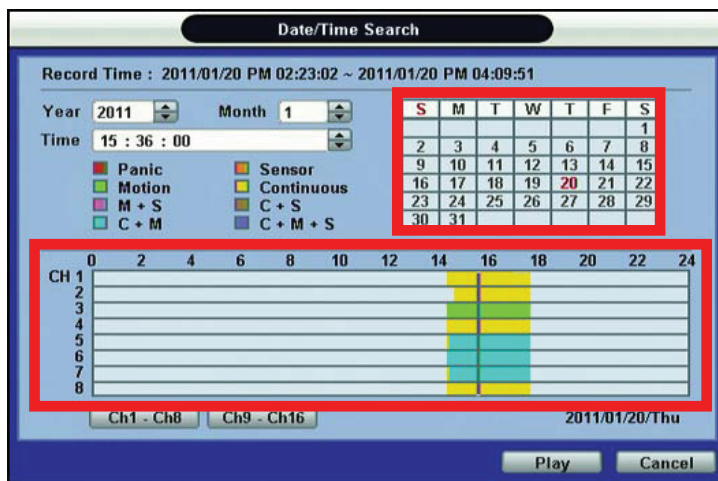 Date/Time Search
Record Time : 2011/01/20 PM 02:23:02 ~ 2011/01/20 PM 04:09:51
Year 2011 Month 1
Time 15 : 36 : 00
Panic Sensor
Motion Continuous
M + S C + S
C + M C + M + S
S M T W T F S
1
2 3 4 5 6 7 8
9 10 11 12 13 14 15
16 17 18 19 20 21 22
23 24 25 26 27 28 29
30 31
0 2 4 6 8 10 12 14 16 18 20 22 24
CH 1
2
3
4
5
6
7
8
Ch1 - Ch8 Ch9 - Ch16 2011/01/20/Thu
Play Cancel